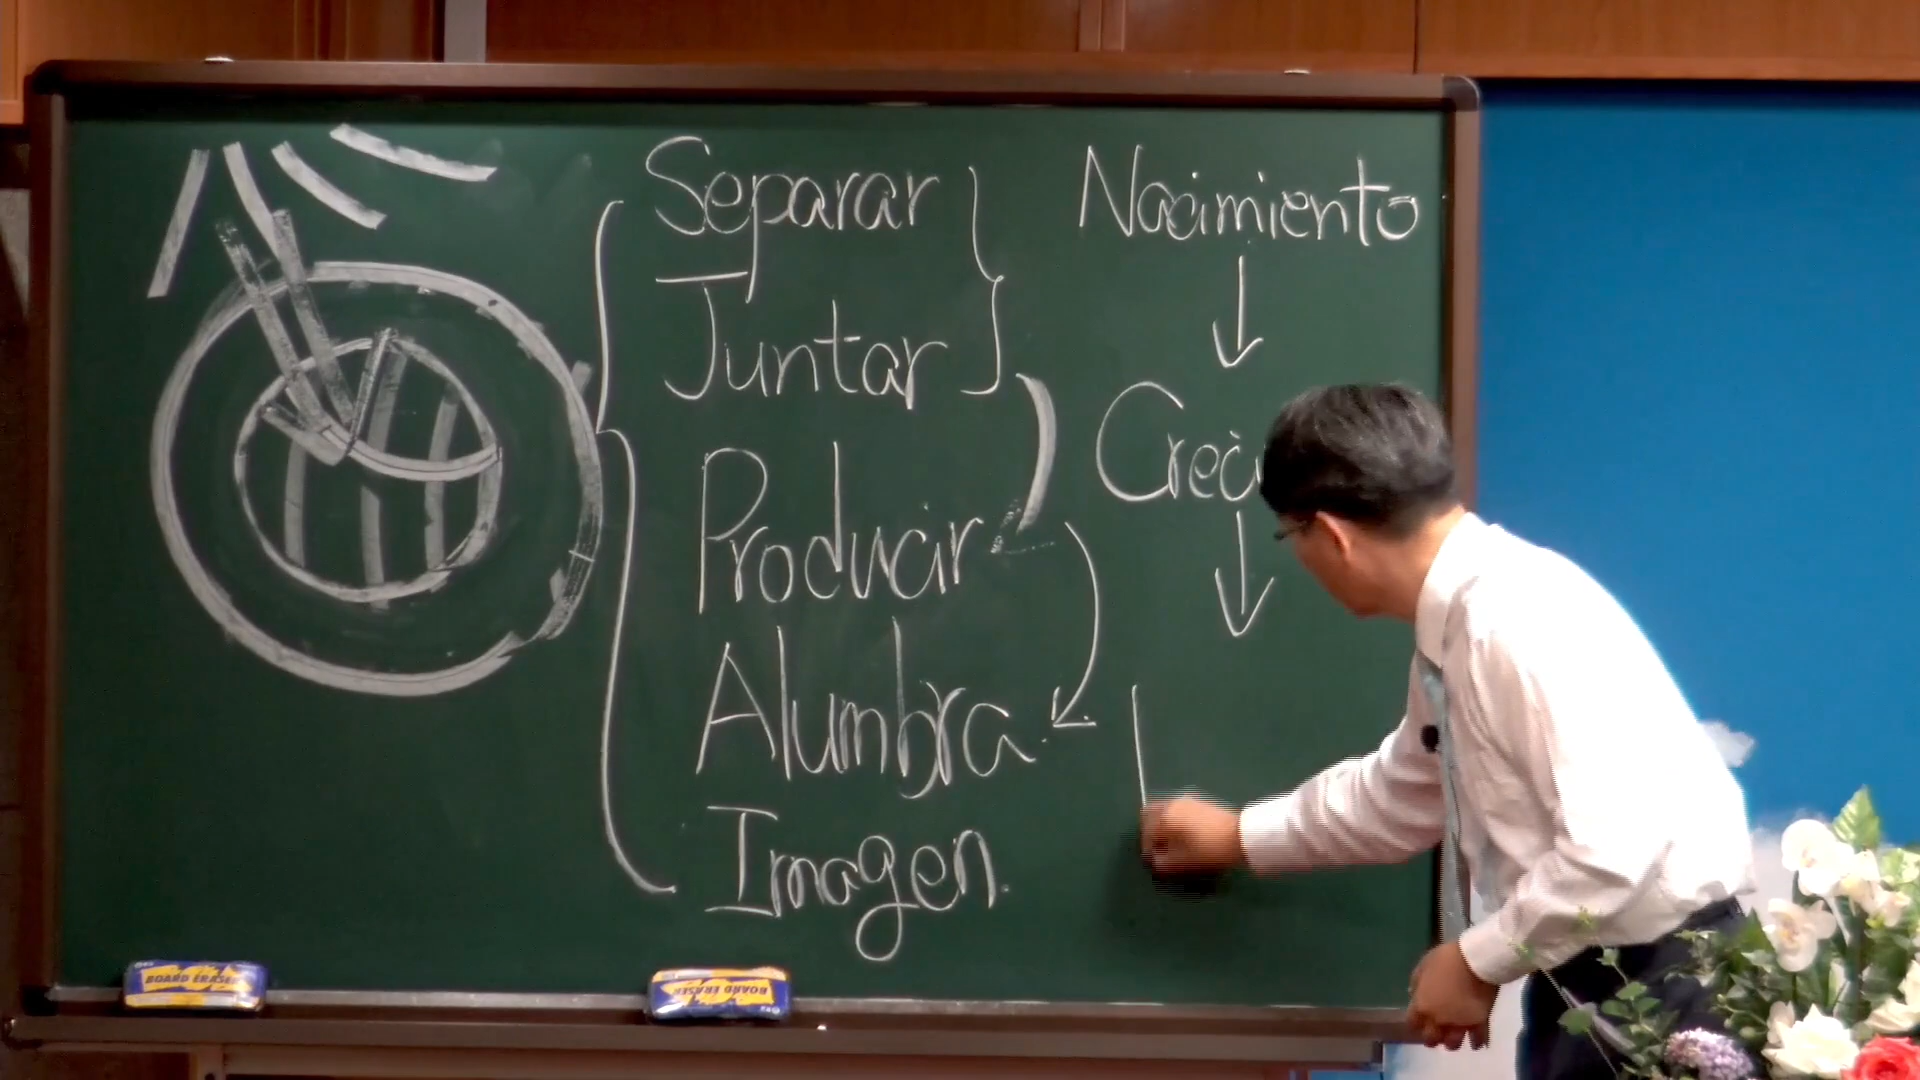 Separar
Juntar
Producir
Alumbra.
Imagen.
Nacimiento
BOARD ERASER
BOARD ERASER